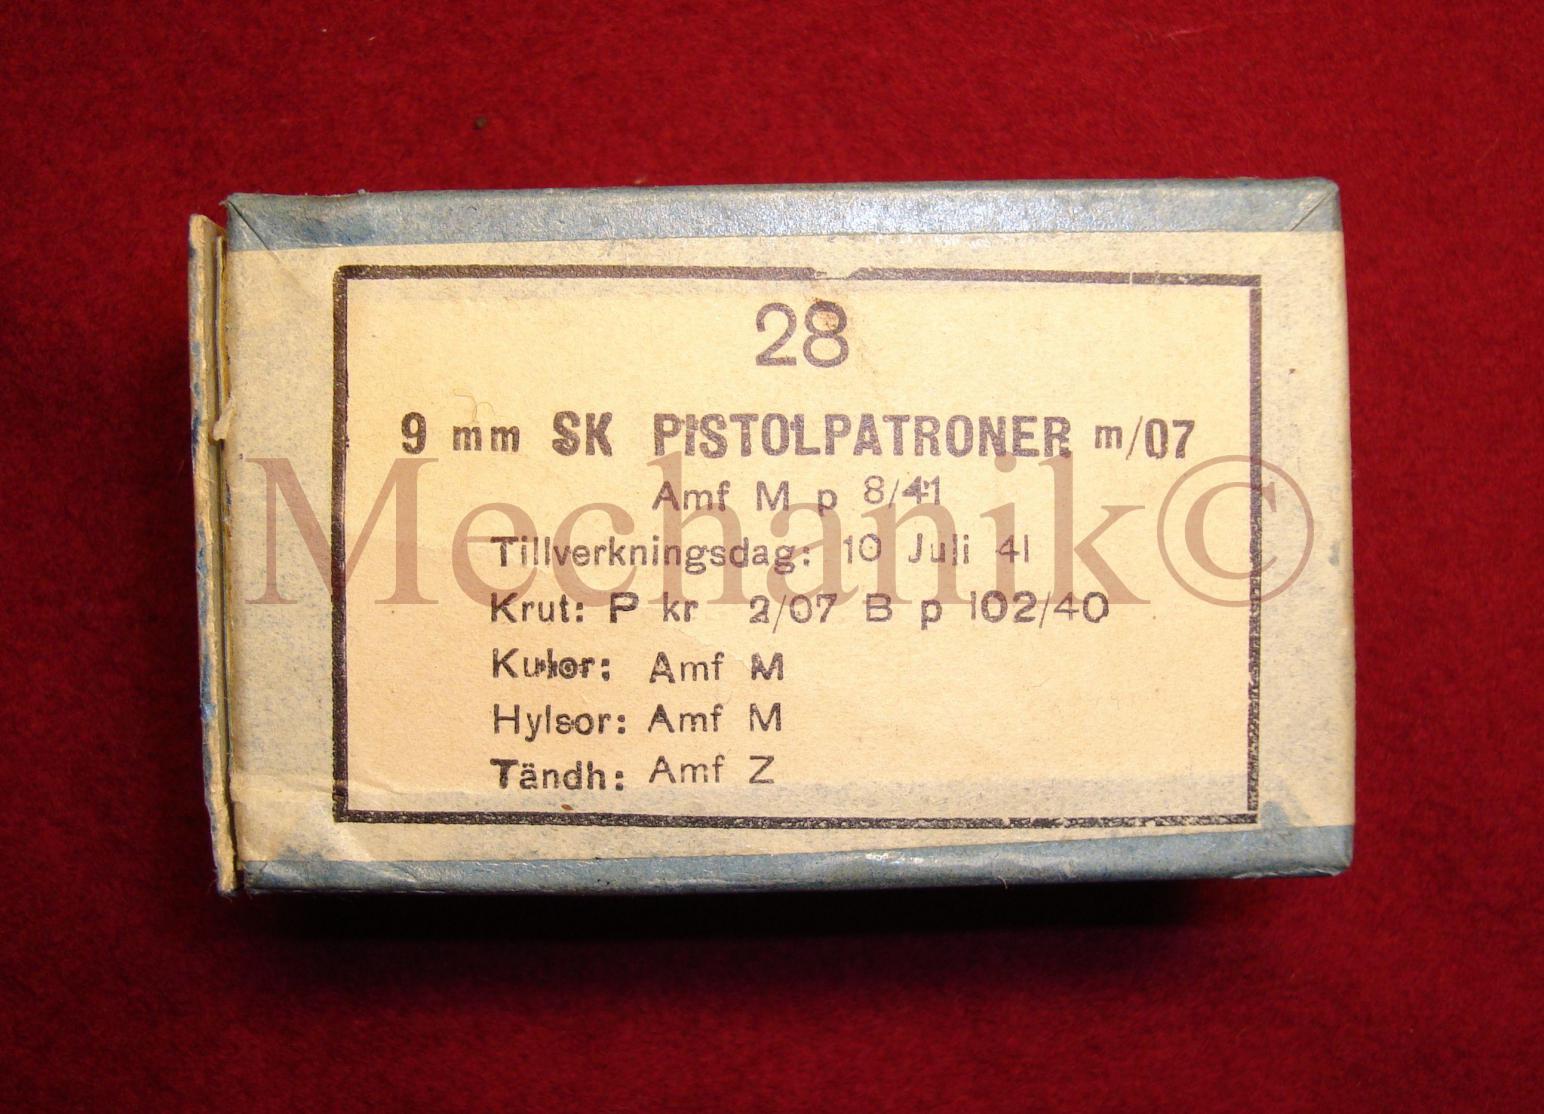 28
9 mm SK PISTOLPATRONER m/07
Amf M p 8/41
Mechanik©
Tillverkningsdag: 10 Juli 41
Krut: P kr 2/07 B p 102/40
Kulor: Amf M
Hylsor: Amf M
Tändh: Amf Z